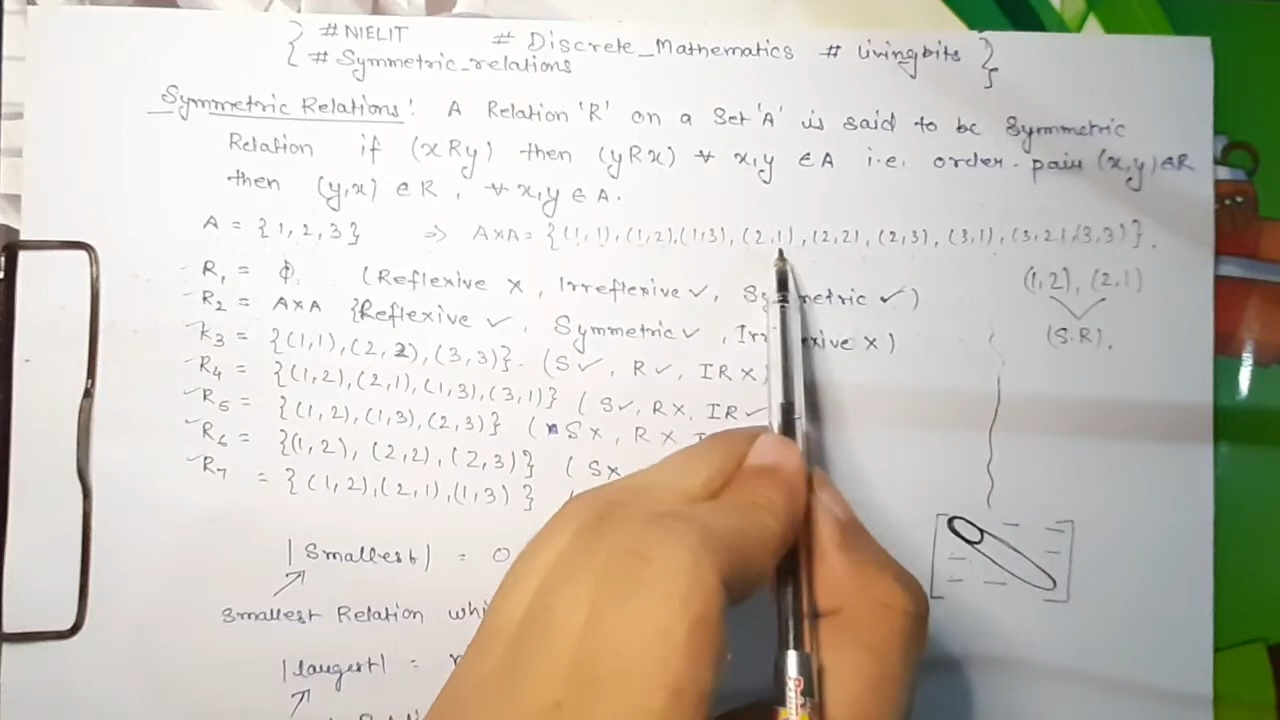 { #NIELIT # Discrete_Mathematics # livingbits }
# Symmetric_relations
Symmetric Relations: A Relation 'R' on a Set 'A' is said to be Symmetric
Relation if (xRy) then (yRx) ∀ x,y ∈A i.e. order-pair (x,y)∈R
then (y,x) ∈ R, ∀ x,y ∈ A.
A = {1,2,3} ⇒ A×A = {(1,1),(1,2),(1,3),(2,1),(2,2),(2,3),(3,1),(3,2),(3,3)}.
R₁ = ϕ. (Reflexive ×, Irreflexive ✓, Symmetric ✓)
(1,2), (2,1)
(S.R).
R₂ = A×A {Reflexive ✓, Symmetric ✓, Irreflexive ×)
R₃ = {(1,1),(2,2),(3,3)}. (S✓, R✓, IR×)
R₄ = {(1,2),(2,1),(1,3),(3,1)} (S✓, R×, IR✓
R₅ = {(1,2),(1,3),(2,3)} (S×, R×
R₆ = {(1,2),(2,2),(2,3)} (S×
R₇ = {(1,2),(2,1),(1,3)}
|Smallest| = 0
Smallest Relation
|largest| =